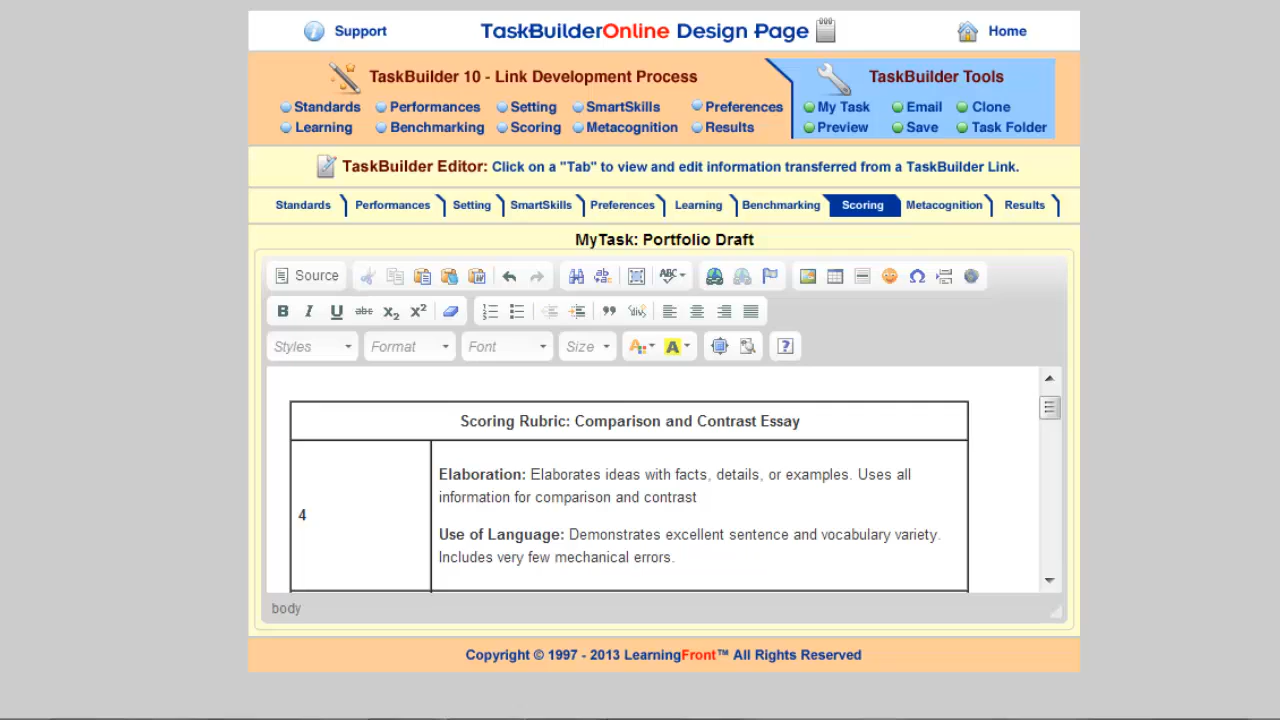 Support
TaskBuilderOnline Design Page
Home
TaskBuilder 10 - Link Development Process
Standards Performances Setting SmartSkills Preferences
Learning Benchmarking Scoring Metacognition Results
TaskBuilder Tools
My Task Email Clone
Preview Save Task Folder
TaskBuilder Editor: Click on a "Tab" to view and edit information transferred from a TaskBuilder Link.
Standards Performances Setting SmartSkills Preferences Learning Benchmarking Scoring Metacognition Results
MyTask: Portfolio Draft
Source
ABC
B I U abc x₂ x²
Styles Format Font Size A A ?
Scoring Rubric: Comparison and Contrast Essay
4
Elaboration: Elaborates ideas with facts, details, or examples. Uses all
information for comparison and contrast
Use of Language: Demonstrates excellent sentence and vocabulary variety.
Includes very few mechanical errors.
body
Copyright © 1997 - 2013 LearningFront™ All Rights Reserved